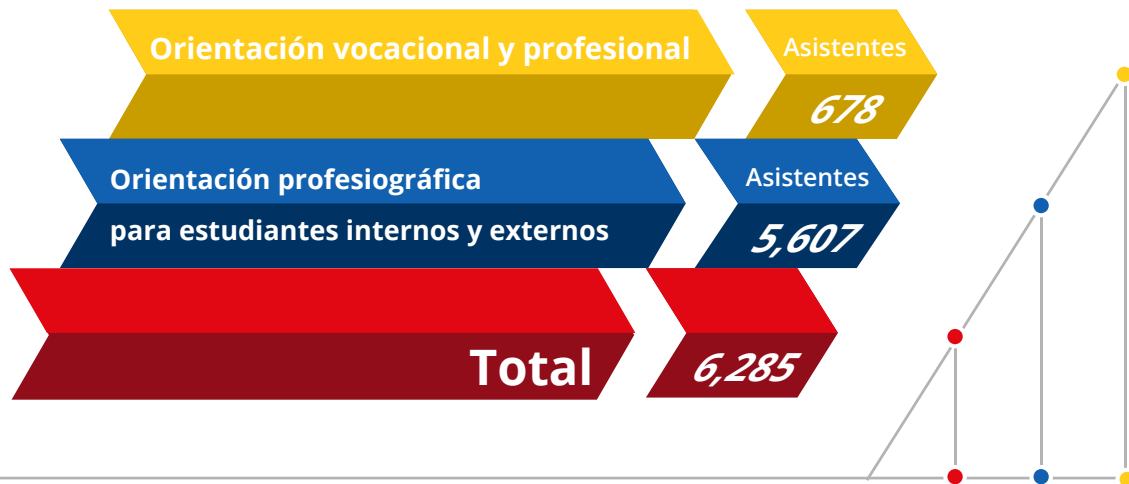 Orientación vocacional y profesional
Asistentes
678
Orientación profesiográfica
para estudiantes internos y externos
Asistentes
5,607
Total
6,285